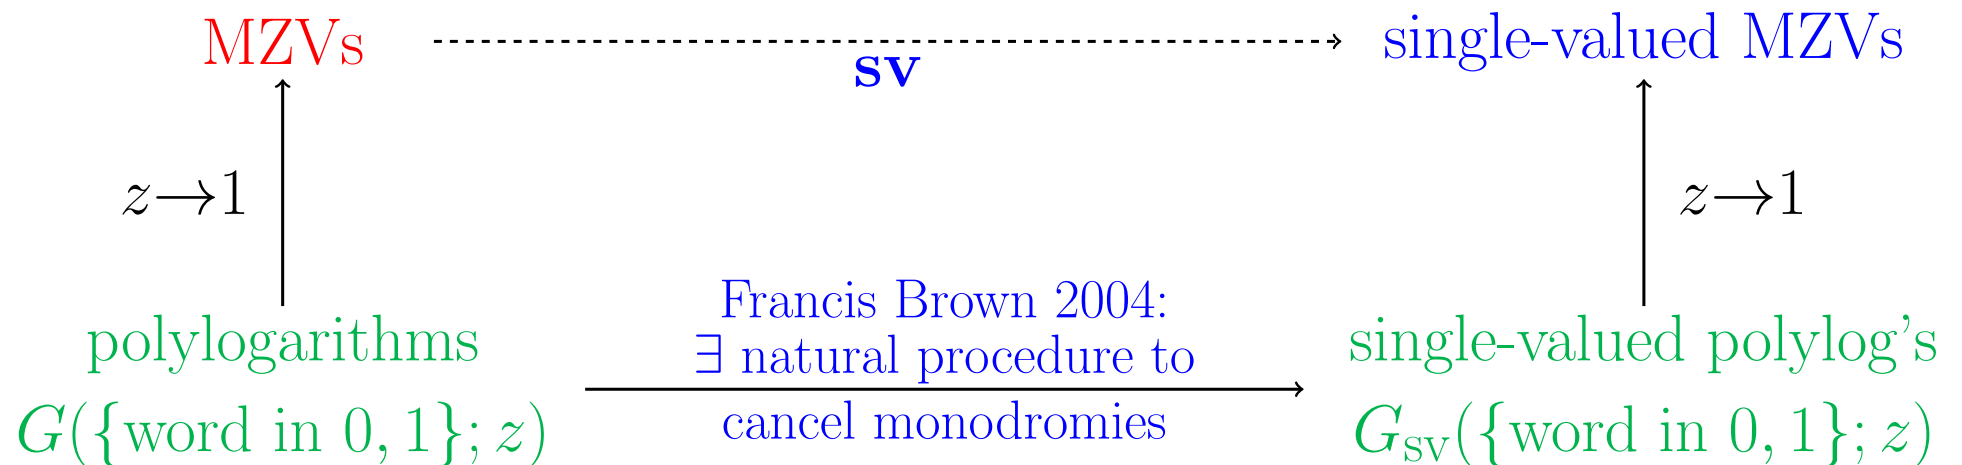 MZVs
sv
single-valued MZVs
z→1
z→1
Francis Brown 2004:
∃ natural procedure to
cancel monodromies
polylogarithms
G({word in 0, 1}; z)
single-valued polylog's
G_sv({word in 0, 1}; z)